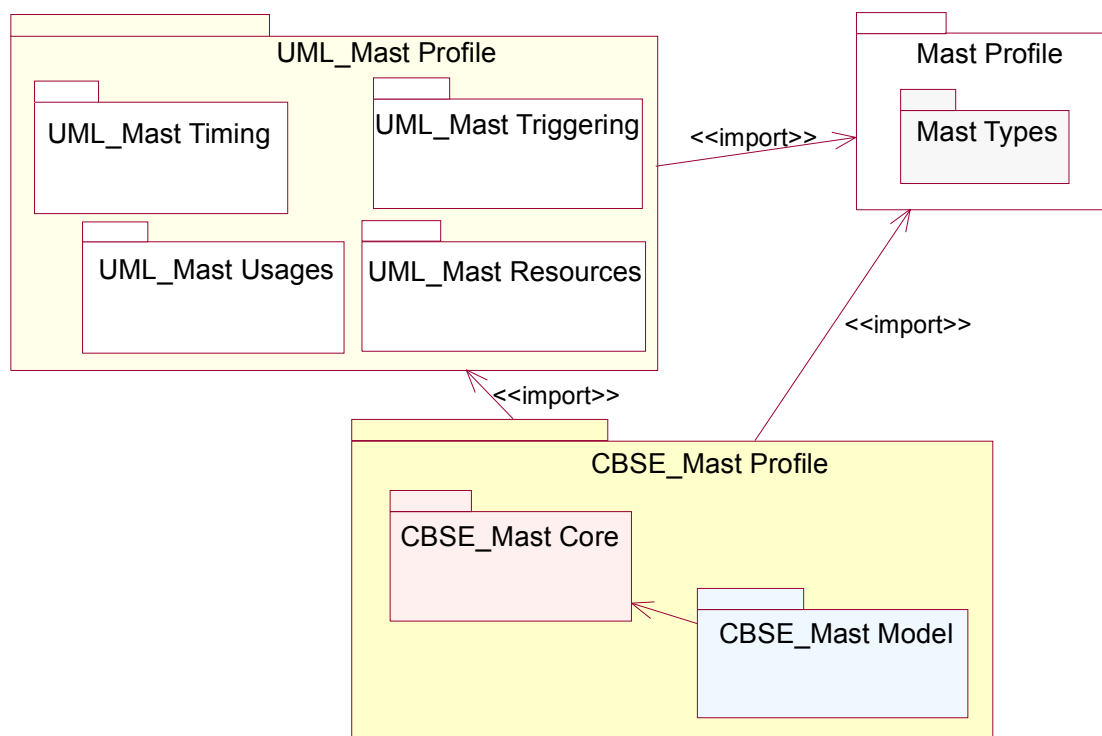 UML_Mast Profile
UML_Mast Timing
UML_Mast Triggering
UML_Mast Usages
UML_Mast Resources
<<import>>
Mast Profile
Mast Types
<<import>>
<<import>>
CBSE_Mast Profile
CBSE_Mast Core
CBSE_Mast Model